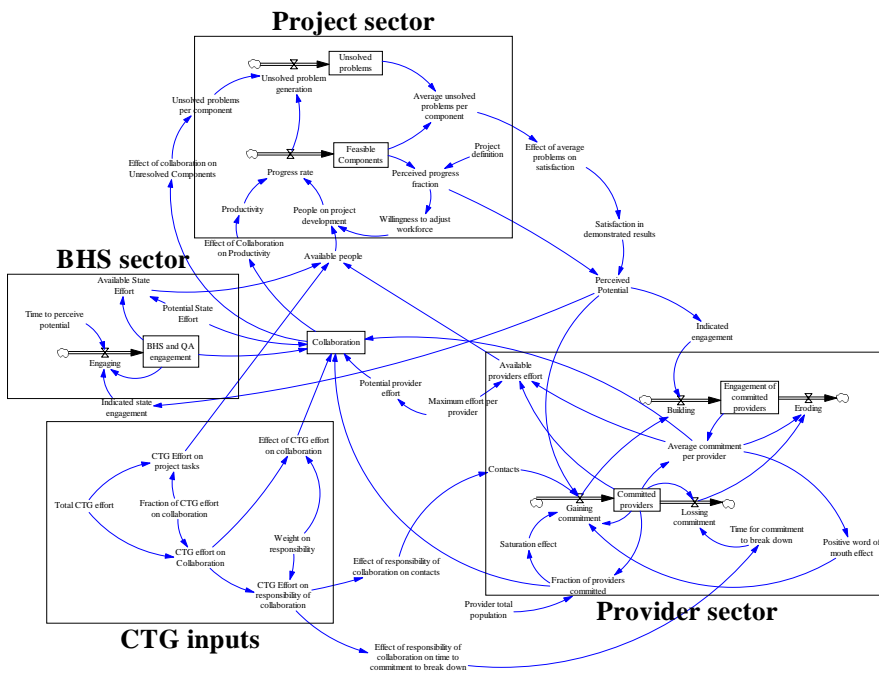 Project sector
Unsolved
problems
Unsolved problem
generation
Unsolved problems
per component
Average unsolved
problems per
component
Feasible
Components
Project
definition
Effect of average
problems on
satisfaction
Effect of collaboration on
Unresolved Components
Progress rate
Perceived progress
fraction
Productivity
People on project
development
Willingness to adjust
workforce
Satisfaction in
demonstrated results
Effect of Collaboration
on Productivity
Available people
BHS sector
Available State
Effort
Perceived
Potential
Time to perceive
potential
Potential State
Effort
Indicated
engagement
BHS and QA
engagement
Engaging
Collaboration
Available
providers effort
Potential provider
effort
Maximum effort per
provider
Indicated state
engagement
Building
Engagement of
committed
providers
Eroding
CTG Effort on
project tasks
Effect of CTG effort
on collaboration
Average commitment
per provider
Contacts
Total CTG effort
Fraction of CTG effort
on collaboration
Committed
providers
Gaining
commitment
Lossing
commitment
Time for commitment
to break down
Weight on
responsibility
Saturation effect
Positive word of
mouth effect
CTG effort on
Collaboration
Effect of responsibility of
collaboration on contacts
CTG Effort on
responsibility of
collaboration
Fraction of providers
committed
Provider total
population
Provider sector
CTG inputs
Effect of responsibility of
collaboration on time to
commitment to break down